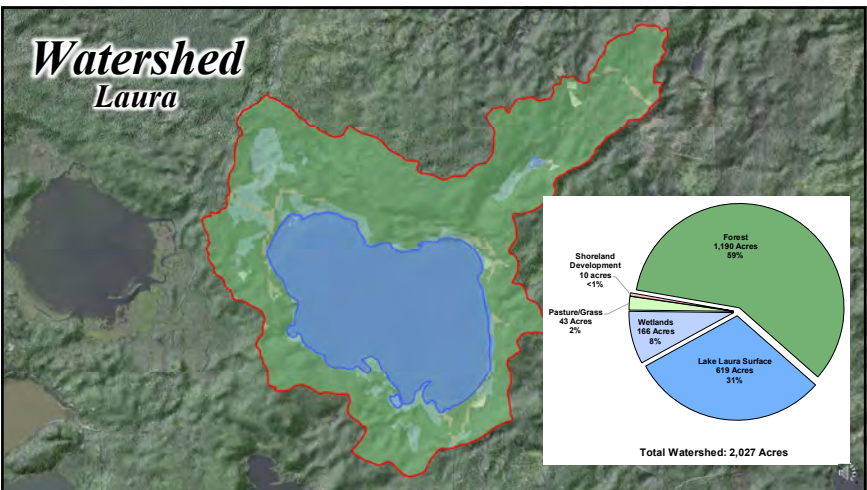 Watershed
Laura
Forest
1,190 Acres
59%
Shoreland
Development
10 acres
<1%
Pasture/Grass
43 Acres
2%
Wetlands
166 Acres
8%
Lake Laura Surface
619 Acres
31%
Total Watershed: 2,027 Acres